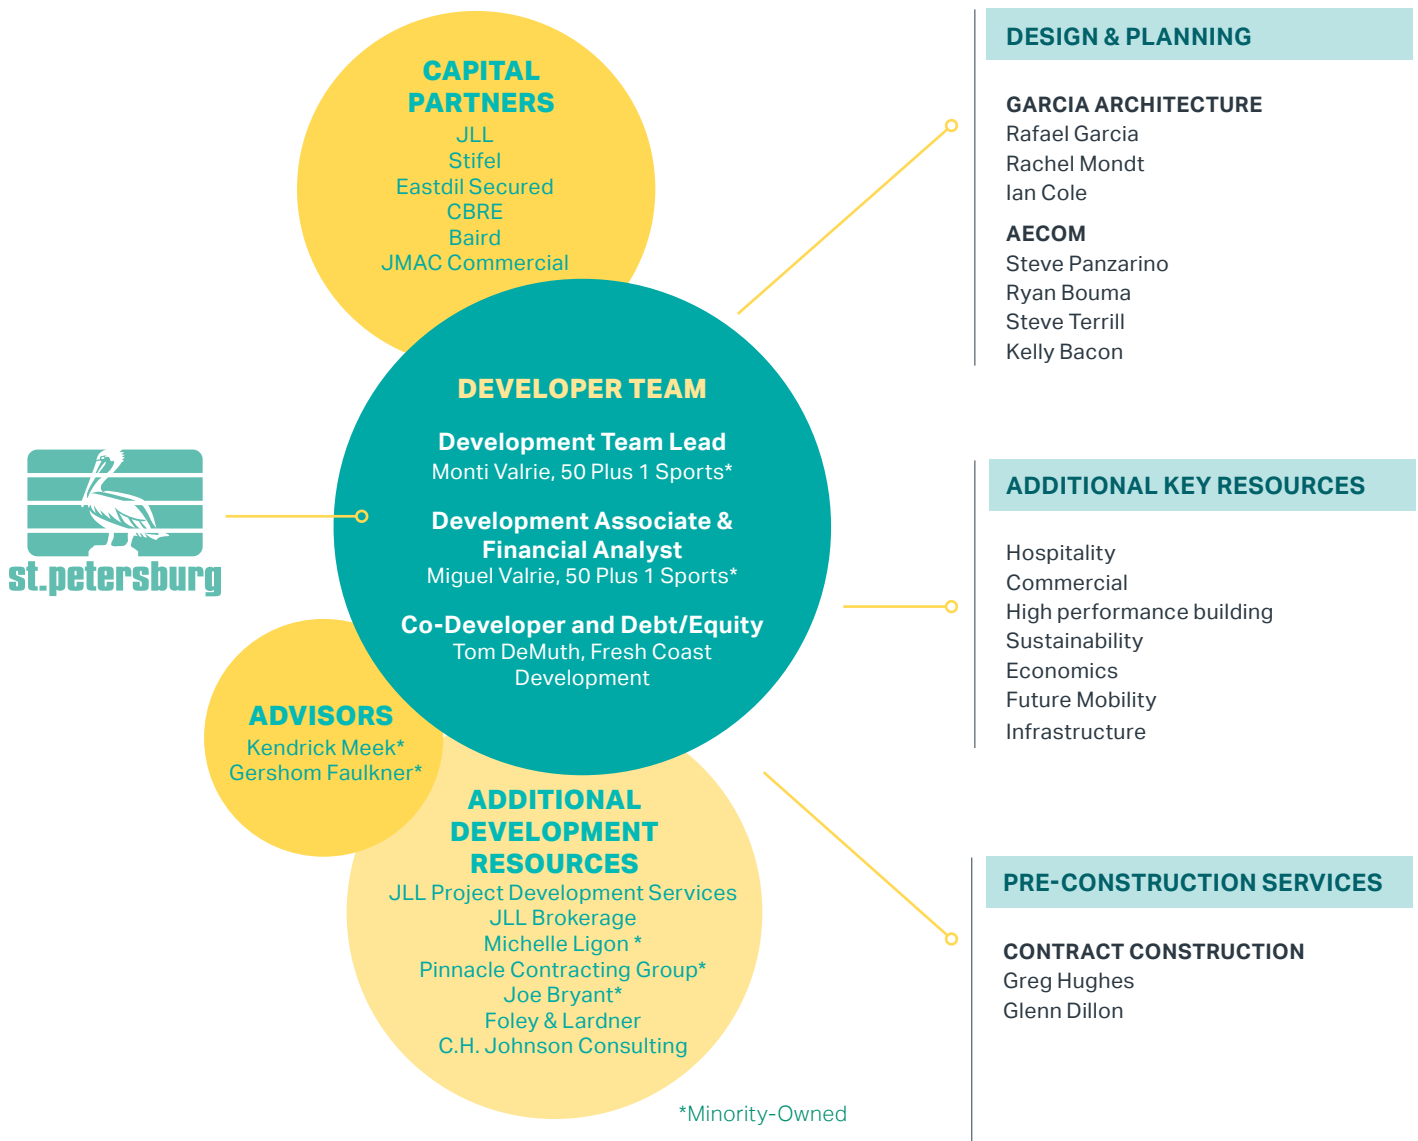 CAPITAL
PARTNERS
JLL
Stifel
Eastdil Secured
CBRE
Baird
JMAC Commercial
DEVELOPER TEAM
Development Team Lead
Monti Valrie, 50 Plus 1 Sports*
Development Associate &
Financial Analyst
Miguel Valrie, 50 Plus 1 Sports*
Co-Developer and Debt/Equity
Tom DeMuth, Fresh Coast
Development
st.petersburg
ADVISORS
Kendrick Meek*
Gershom Faulkner*
ADDITIONAL
DEVELOPMENT
RESOURCES
JLL Project Development Services
JLL Brokerage
Michelle Ligon *
Pinnacle Contracting Group*
Joe Bryant*
Foley & Lardner
C.H. Johnson Consulting
*Minority-Owned
DESIGN & PLANNING
GARCIA ARCHITECTURE
Rafael Garcia
Rachel Mondt
Ian Cole
AECOM
Steve Panzarino
Ryan Bouma
Steve Terrill
Kelly Bacon
ADDITIONAL KEY RESOURCES
Hospitality
Commercial
High performance building
Sustainability
Economics
Future Mobility
Infrastructure
PRE-CONSTRUCTION SERVICES
CONTRACT CONSTRUCTION
Greg Hughes
Glenn Dillon